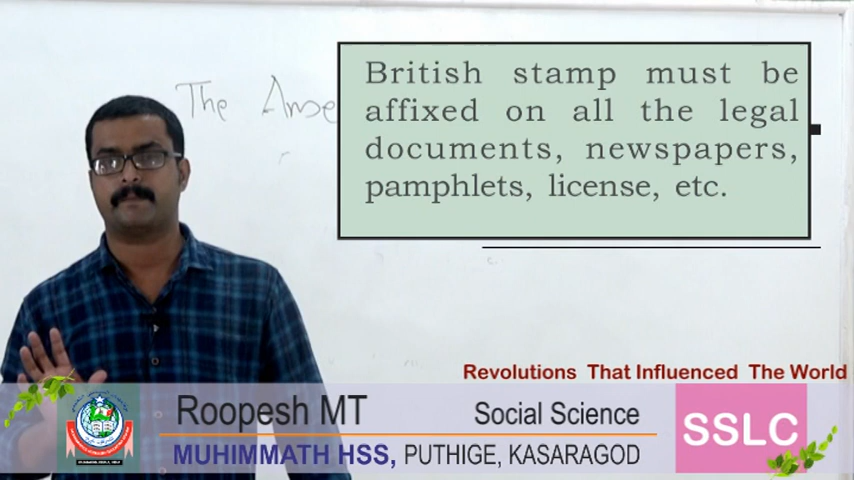 The Ame
British stamp must be
affixed on all the legal
documents, newspapers,
pamphlets, license, etc.
Revolutions That Influenced The World
Roopesh MT
Social Science
SSLC
MUHIMMATH HSS, PUTHIGE, KASARAGOD